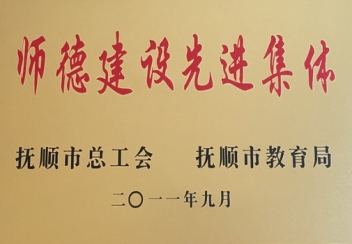 师德建设先进集体
抚顺市总工会 抚顺市教育局
二〇一一年九月